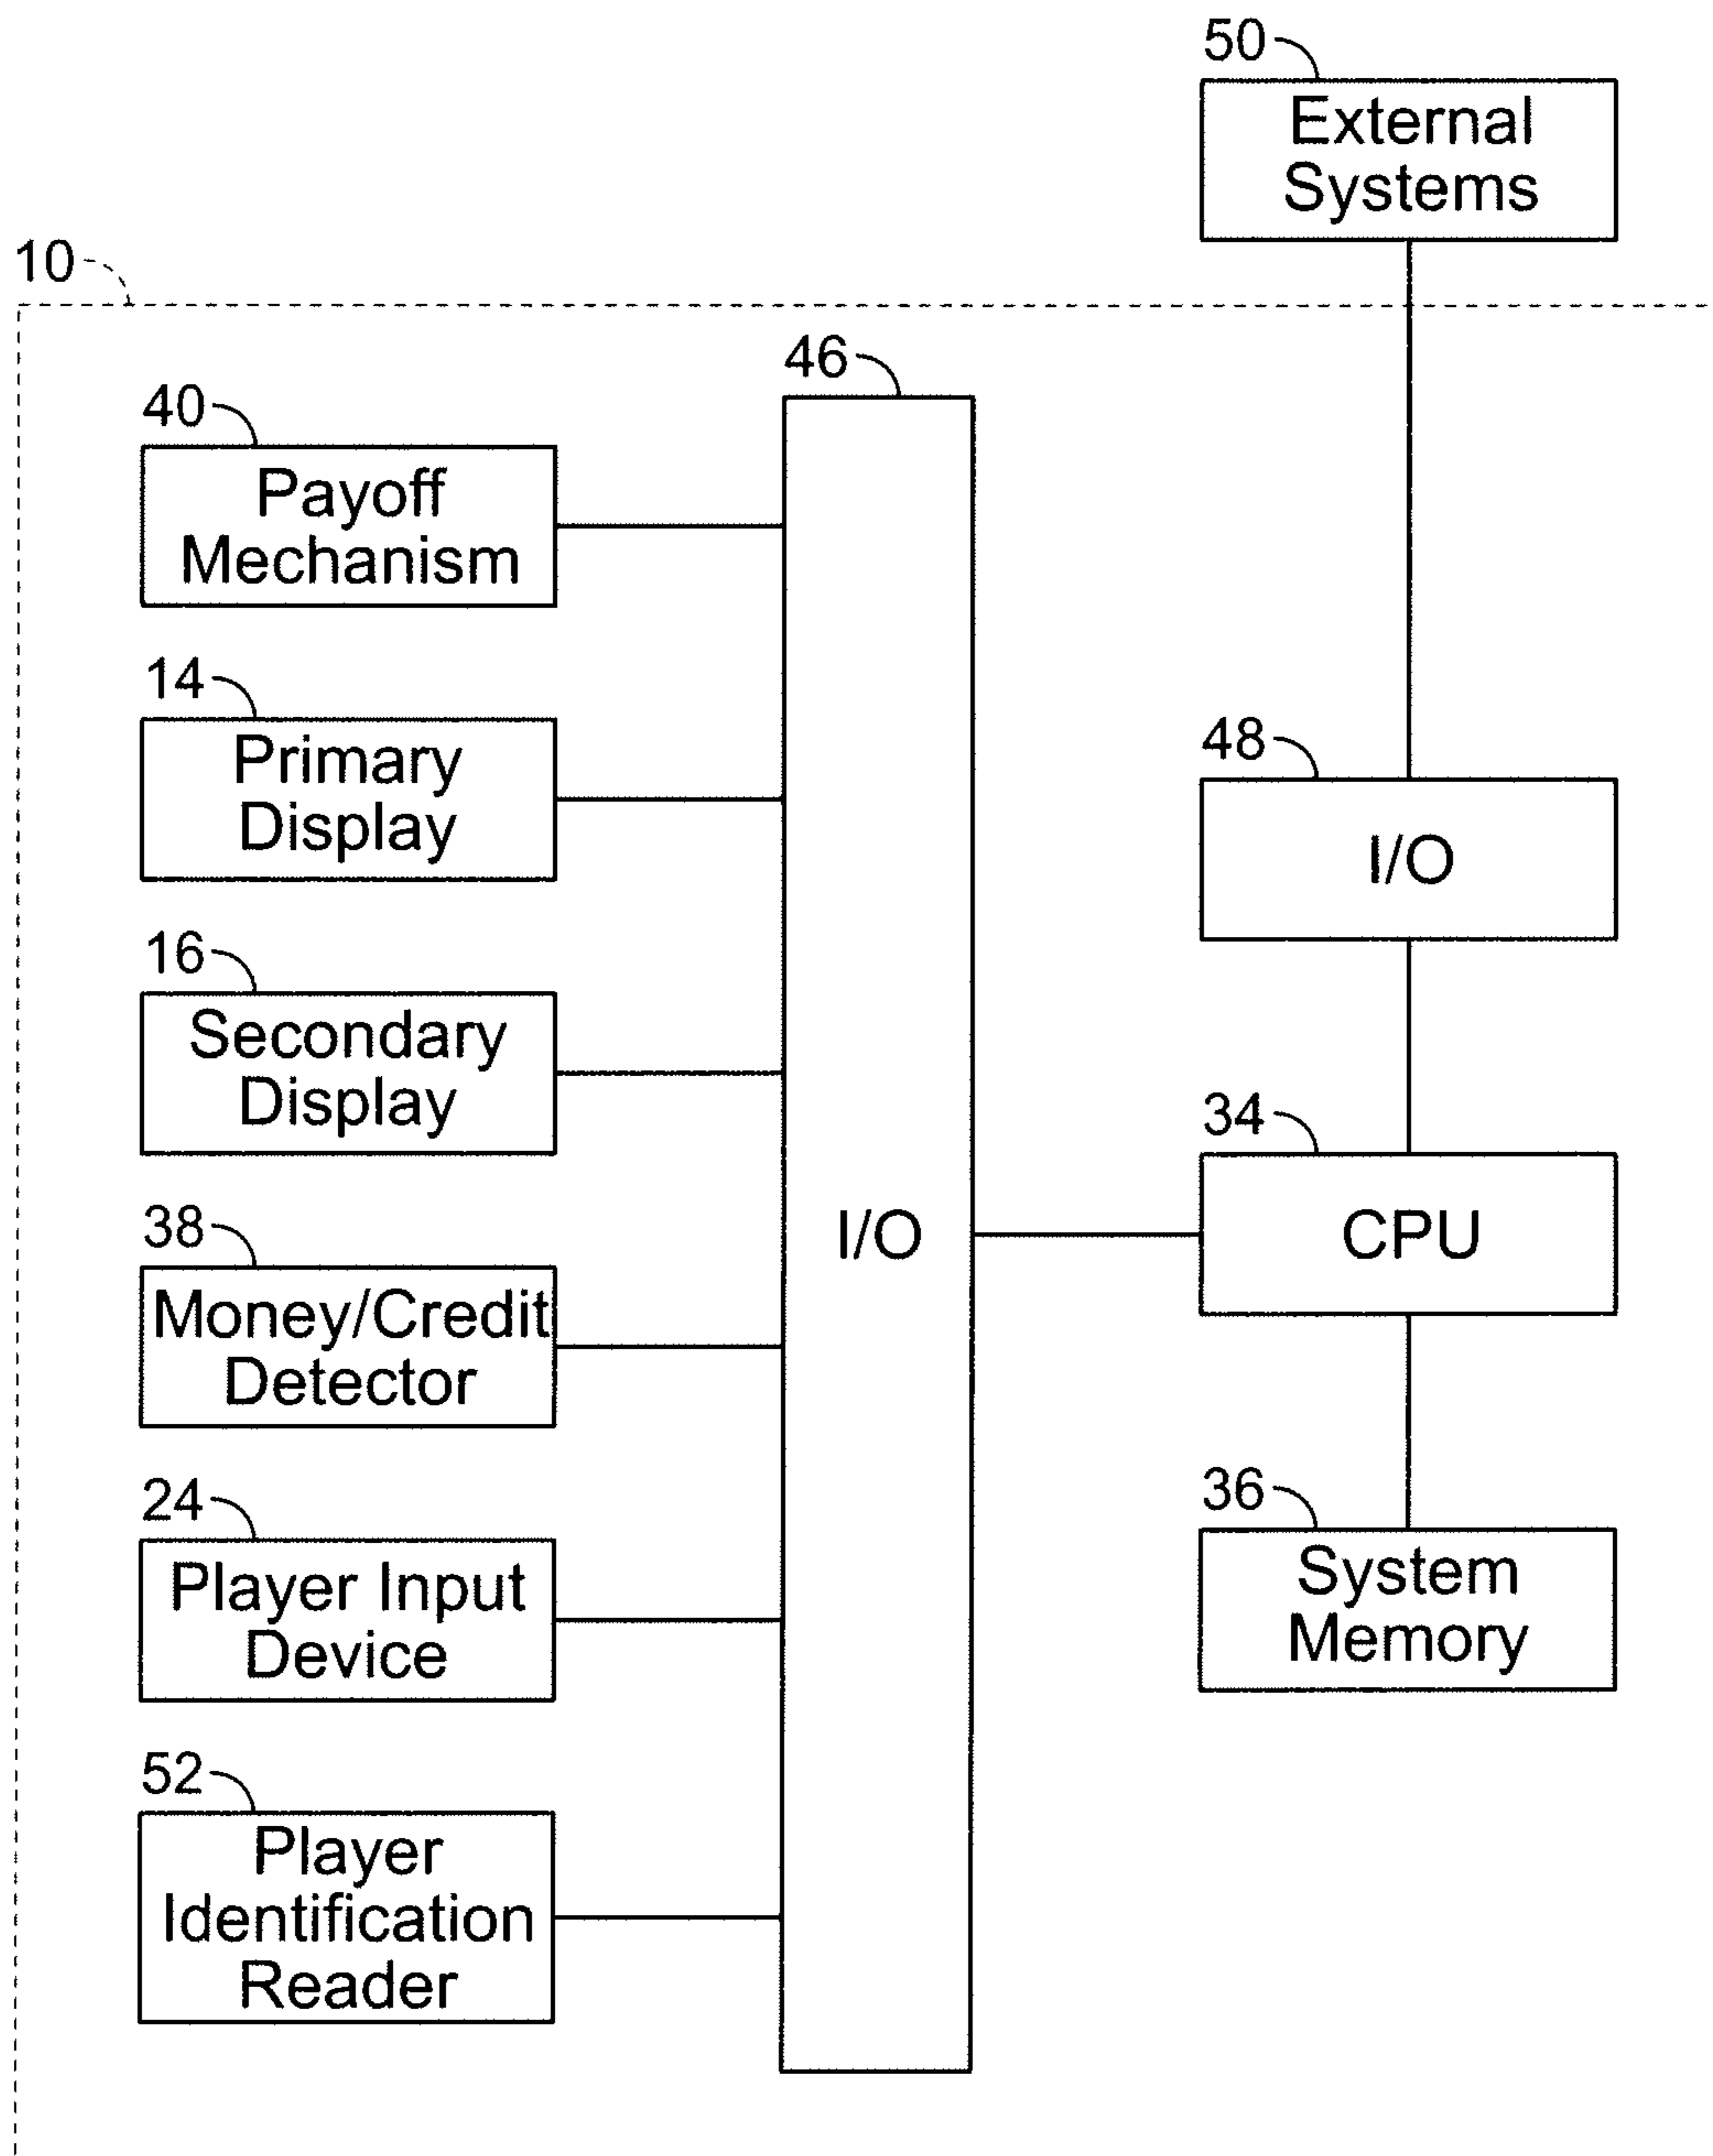 50
External
Systems
10
46
40
Payoff
Mechanism
14
Primary
Display
48
I/O
16
Secondary
Display
34
CPU
I/O
38
Money/Credit
Detector
36
System
Memory
24
Player Input
Device
52
Player
Identification
Reader